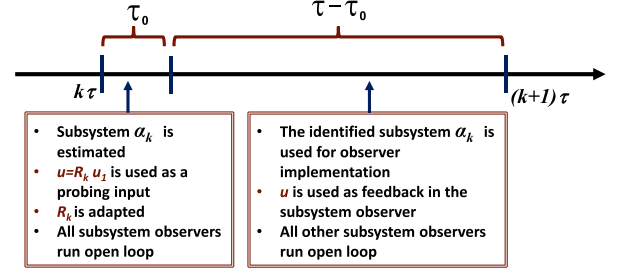 τ₀
τ−τ₀
kτ
(k+1) τ
• Subsystem αₖ is
estimated
• u=Rₖ u₁ is used as a
probing input
• Rₖ is adapted
• All subsystem observers
run open loop
• The identified subsystem αₖ is
used for observer
implementation
• u is used as feedback in the
subsystem observer
• All other subsystem observers
run open loop